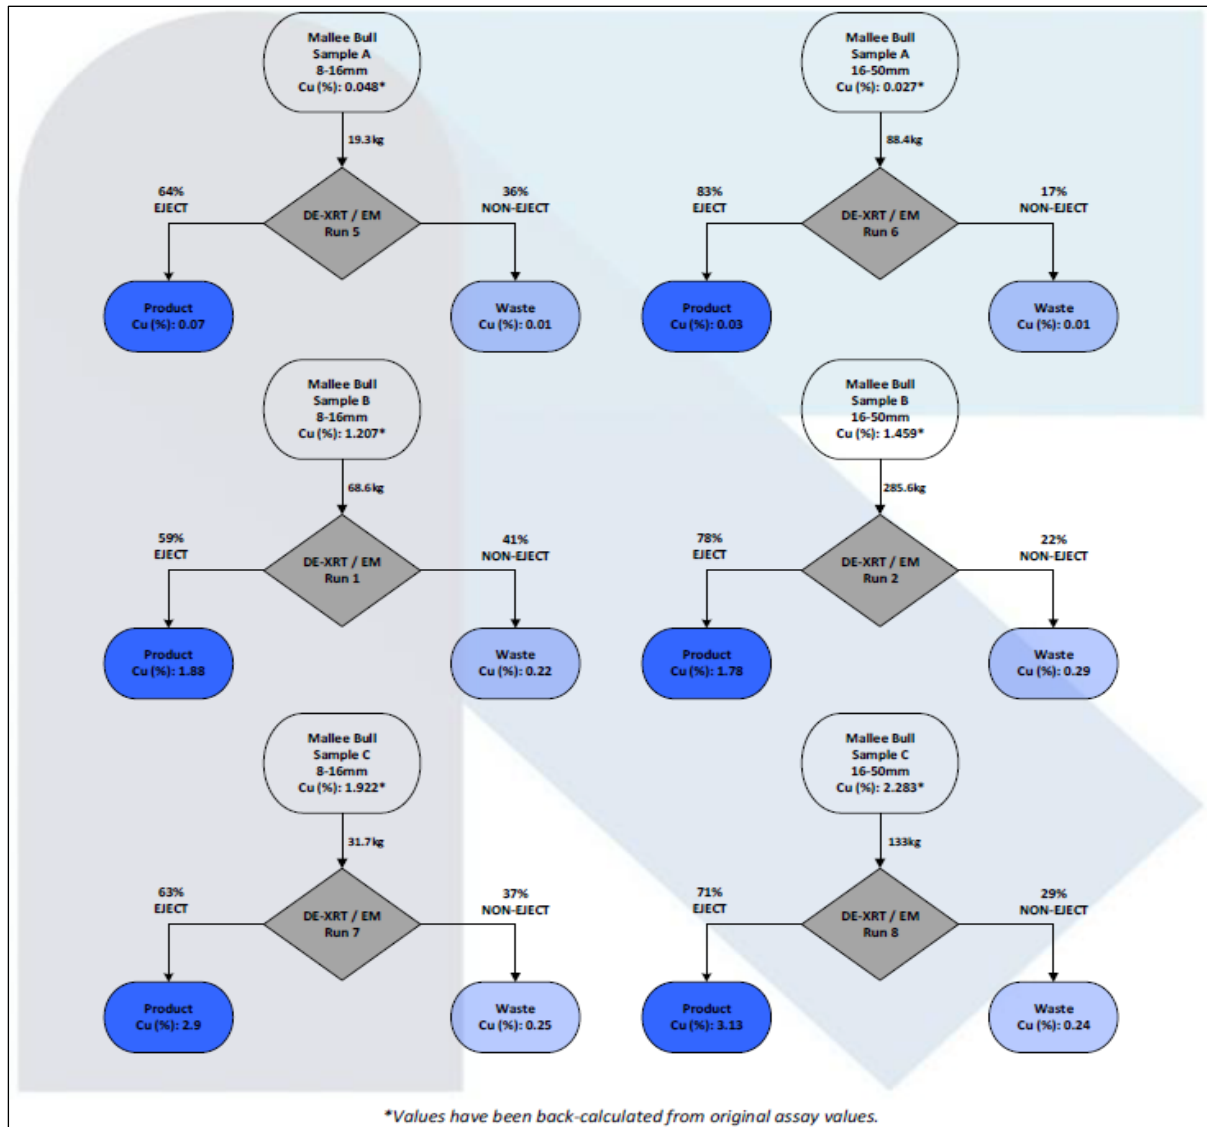 Mallee Bull
Sample A
8-16mm
Cu (%): 0.048*
19.3kg
64%
EJECT
DE-XRT / EM
Run 5
36%
NON-EJECT
Product
Cu (%): 0.07
Waste
Cu (%): 0.01
Mallee Bull
Sample A
16-50mm
Cu (%): 0.027*
88.4kg
83%
EJECT
DE-XRT / EM
Run 6
17%
NON-EJECT
Product
Cu (%): 0.03
Waste
Cu (%): 0.01
Mallee Bull
Sample B
8-16mm
Cu (%): 1.207*
68.6kg
59%
EJECT
DE-XRT / EM
Run 1
41%
NON-EJECT
Product
Cu (%): 1.88
Waste
Cu (%): 0.22
Mallee Bull
Sample B
16-50mm
Cu (%): 1.459*
285.6kg
78%
EJECT
DE-XRT / EM
Run 2
22%
NON-EJECT
Product
Cu (%): 1.78
Waste
Cu (%): 0.29
Mallee Bull
Sample C
8-16mm
Cu (%): 1.922*
31.7kg
63%
EJECT
DE-XRT / EM
Run 7
37%
NON-EJECT
Product
Cu (%): 2.9
Waste
Cu (%): 0.25
Mallee Bull
Sample C
16-50mm
Cu (%): 2.283*
133kg
71%
EJECT
DE-XRT / EM
Run 8
29%
NON-EJECT
Product
Cu (%): 3.13
Waste
Cu (%): 0.24
*Values have been back-calculated from original assay values.